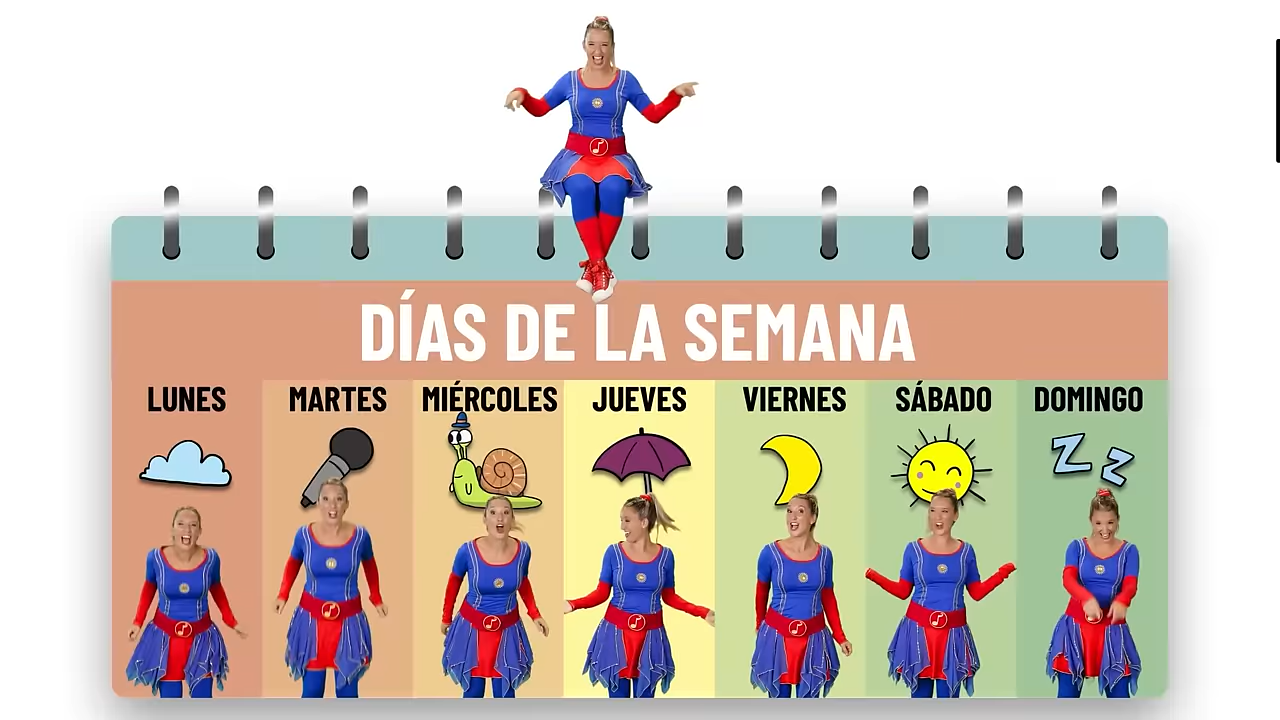 DÍAS DE LA SEMANA
LUNES MARTES MIÉRCOLES JUEVES VIERNES SÁBADO DOMINGO
Z Z